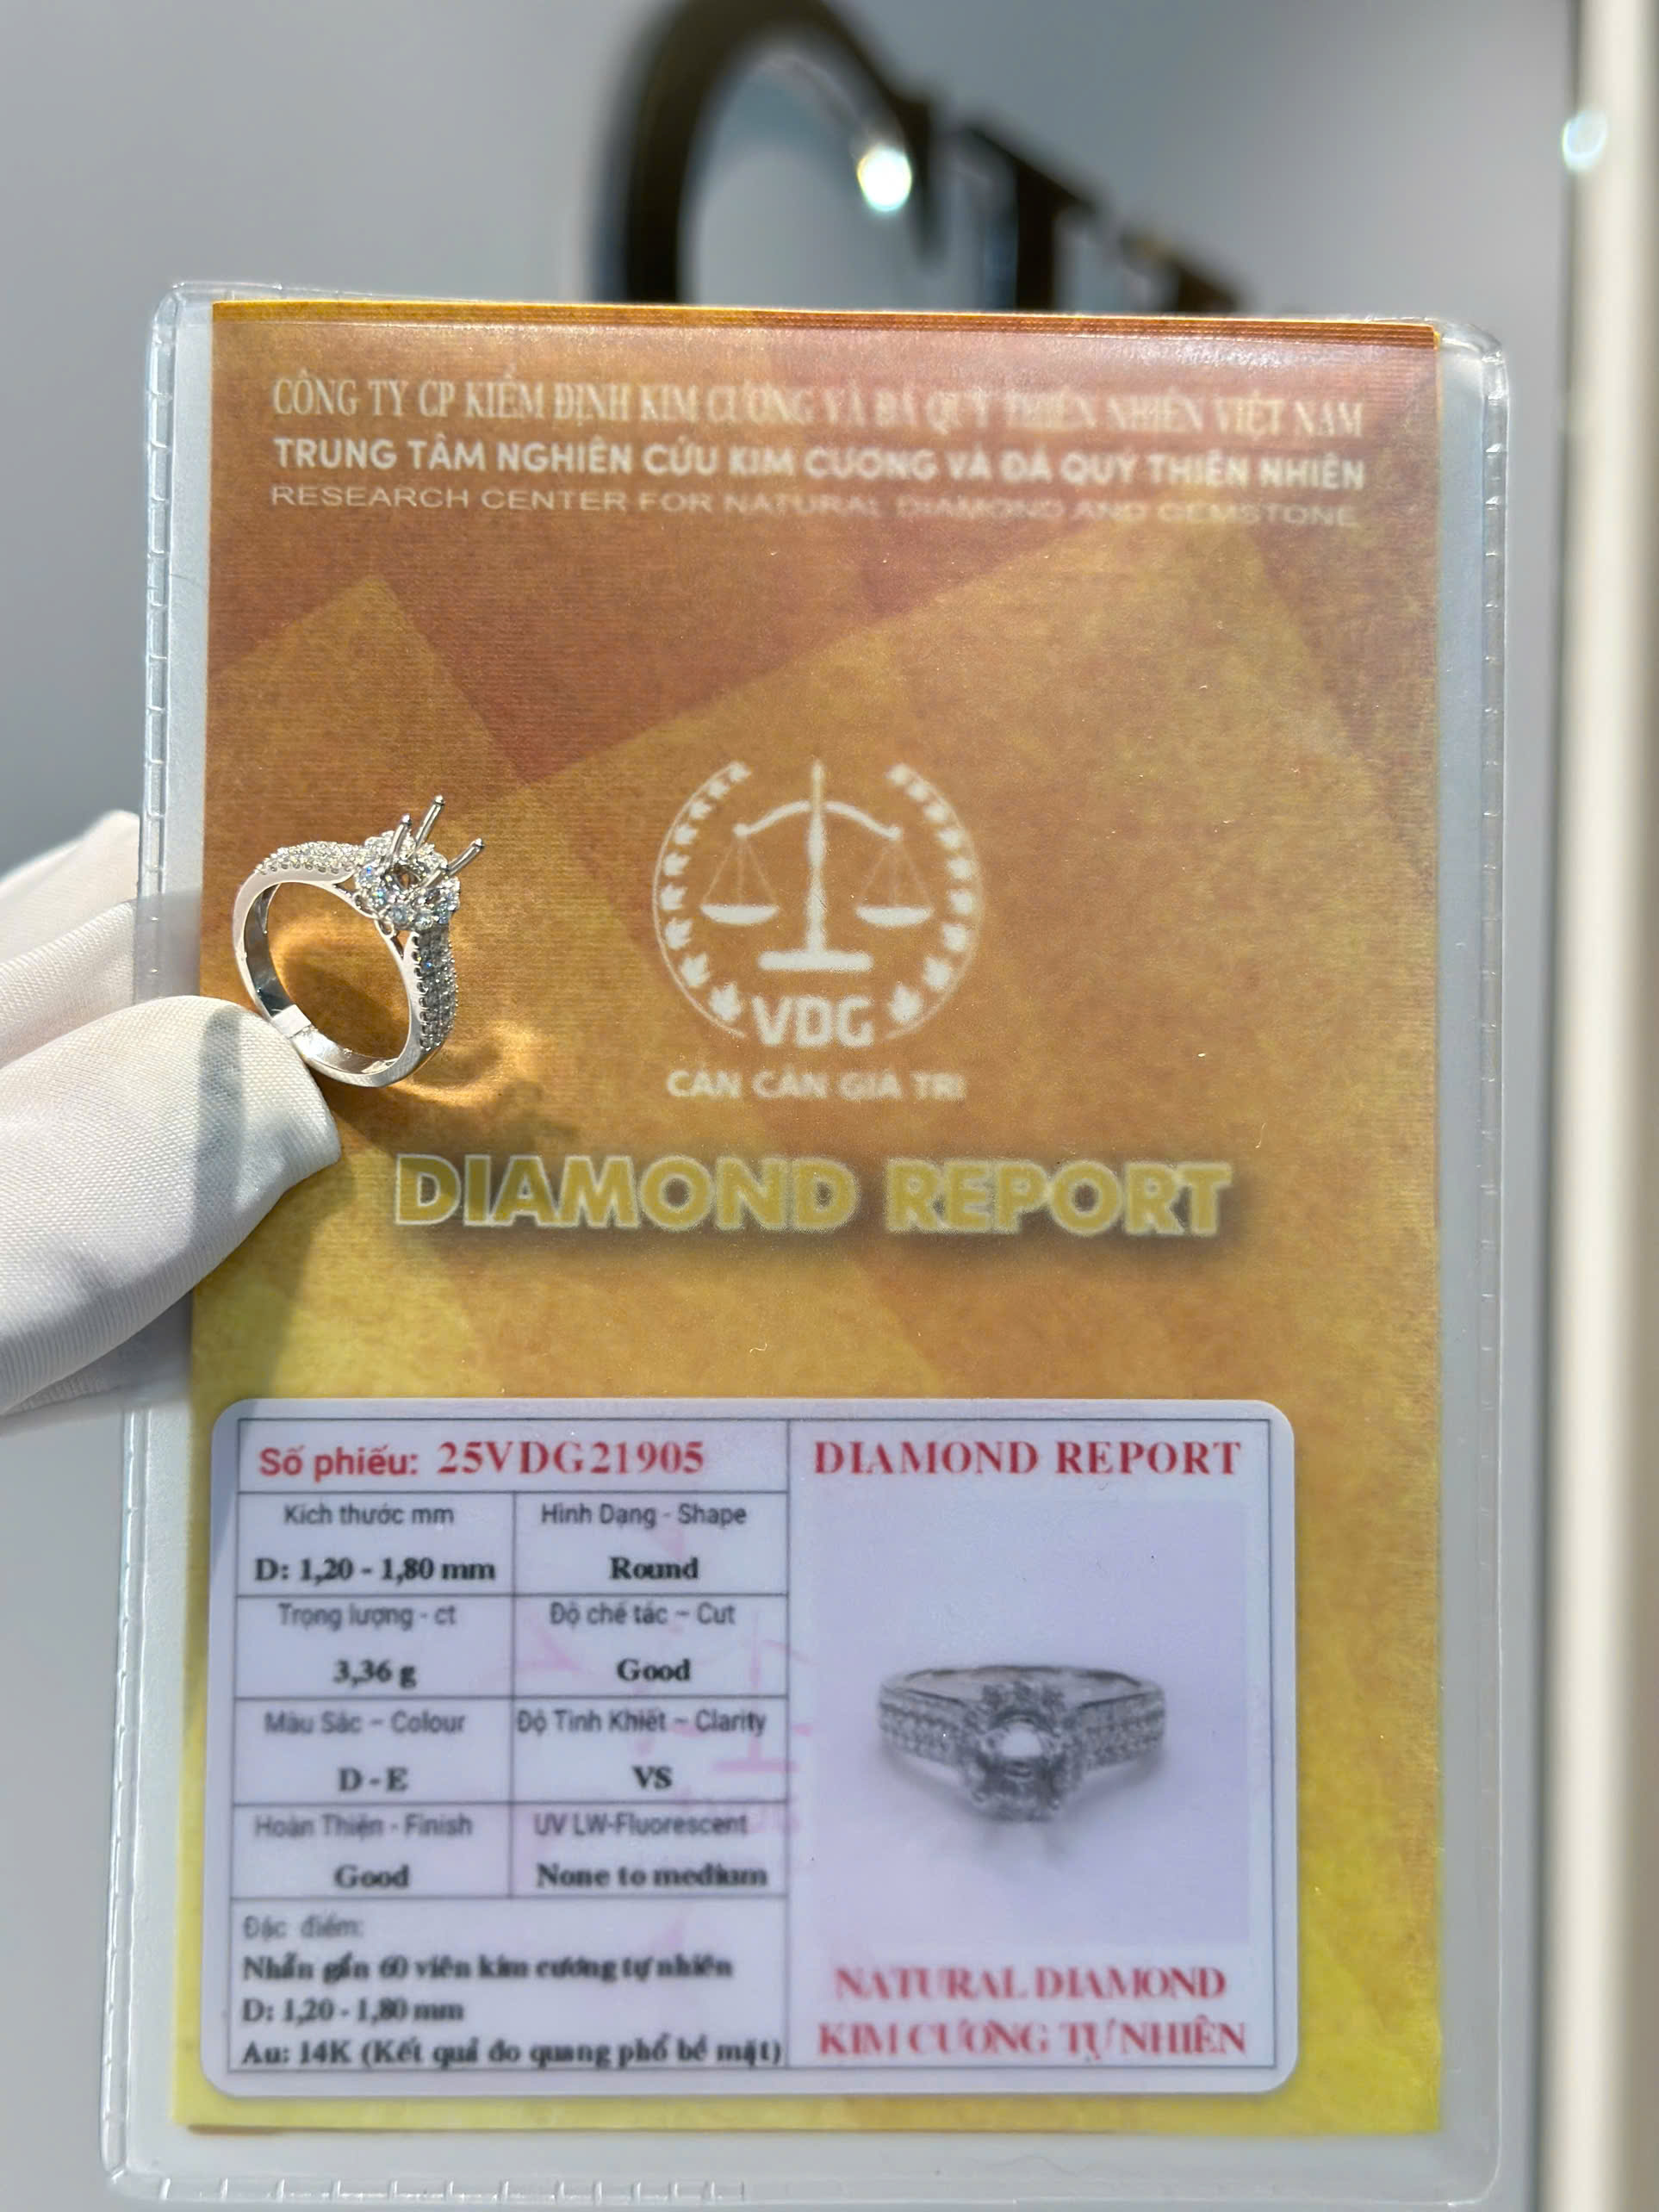 CÔNG TY CP KIỂM ĐỊNH KIM CƯƠNG VÀ ĐÁ QUÝ THIÊN NHIÊN VIỆT NAM
TRUNG TÂM NGHIÊN CỨU KIM CƯƠNG VÀ ĐÁ QUÝ THIÊN NHIÊN
RESEARCH CENTER FOR NATURAL DIAMOND AND GEMSTONE
VDG
CÁN CÂN GIÁ TRỊ
DIAMOND REPORT
Số phiếu: 25VDG21905
DIAMOND REPORT
Kích thước mm
Hình Dạng - Shape
D: 1,20 - 1,80 mm
Round
Trọng lượng - ct
Độ chế tác – Cut
3,36 g
Good
Màu Sắc – Colour
Độ Tinh Khiết – Clarity
D - E
VS
Hoàn Thiện - Finish
UV LW-Fluorescent
Good
None to medium
Đặc điểm:
Nhẫn gắn 60 viên kim cương tự nhiên
D: 1,20 - 1,80 mm
Au: 14K (Kết quả đo quang phổ bề mặt)
NATURAL DIAMOND
KIM CƯƠNG TỰ NHIÊN